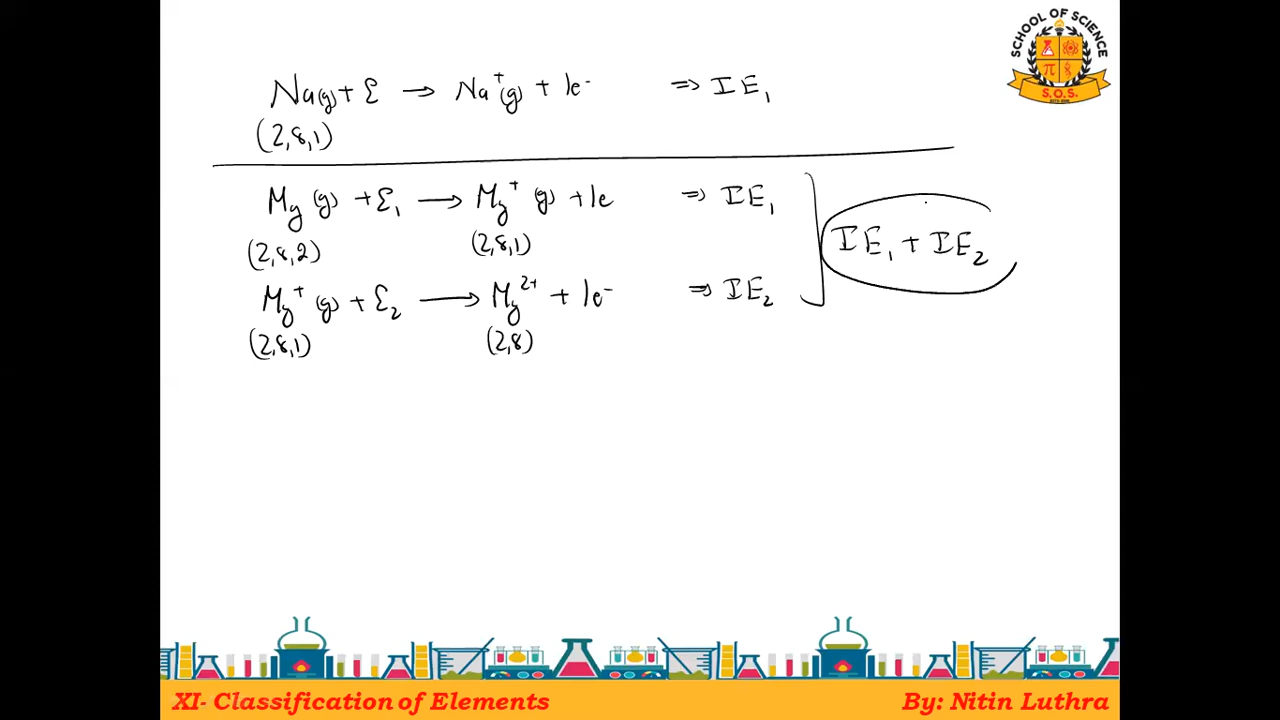 SCHOOL OF SCIENCE
π
S.O.S.
Na(g) + Ɛ → Na⁺(g) + 1e⁻ ⇒ IE₁
(2,8,1)
Mg (g) + Ɛ₁ → Mg⁺ (g) + 1e ⇒ IE₁
(2,8,2) (2,8,1)
IE₁ + IE₂
Mg⁺ (g) + Ɛ₂ → Mg²⁺ + 1e⁻ ⇒ IE₂
(2,8,1) (2,8)
XI- Classification of Elements
By: Nitin Luthra